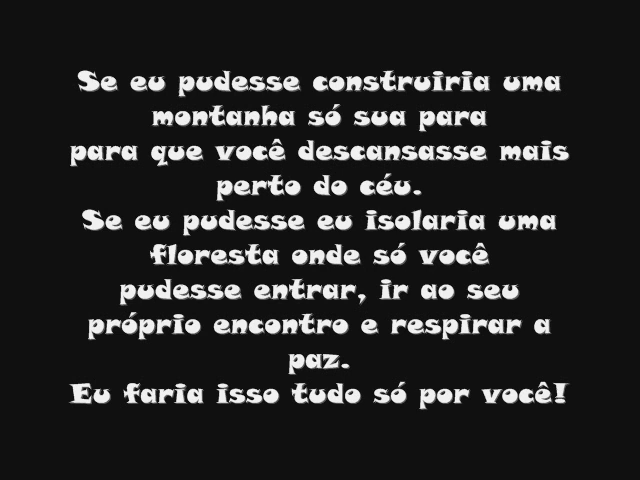 Se eu pudesse construiria uma
montanha só sua para
para que você descansasse mais
perto do céu.
Se eu pudesse eu isolaria uma
floresta onde só você
pudesse entrar, ir ao seu
próprio encontro e respirar a
paz.
Eu faria isso tudo só por você!